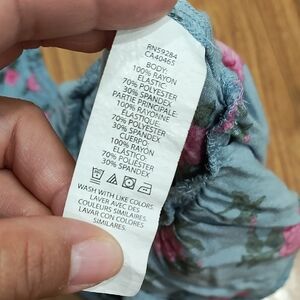 RN59284
CA40465
BODY
100% RAYON
ELASTIC
70% POLYESTER
30% SPANDEX
PARTIE PRINCIPALE:
100% RAYONNE
ÉLASTIQUE:
70% POLYESTER
30% SPANDEX
CUERPO:
100% RAYÓN
ELÁSTICO:
70% POLIÉSTER
30% SPANDEX
WASH WITH LIKE COLORS
LAVER AVEC DES
COULEURS SIMILAIRES.
LAVAR CON COLORES
SIMILARES.